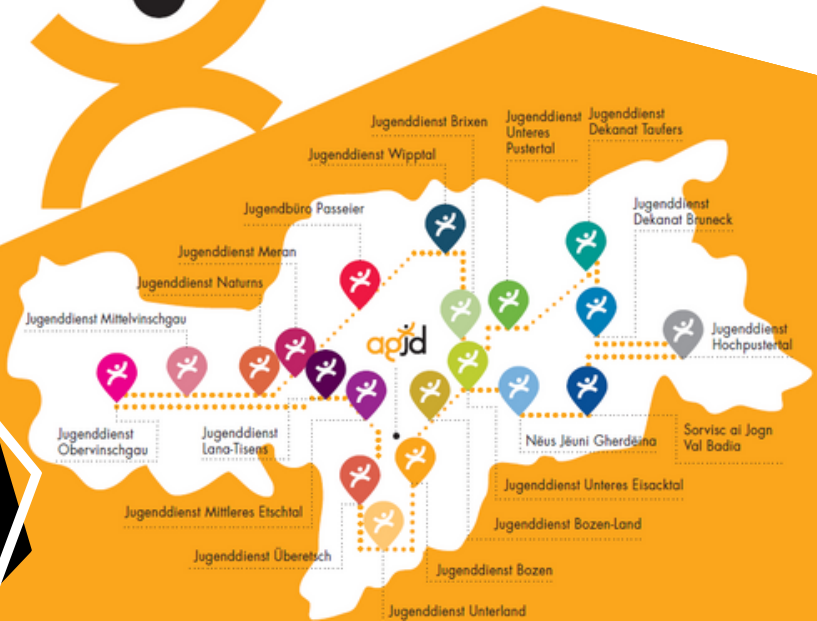 Jugenddienst Brixen
Jugenddienst
Unteres
Pustertal
Jugenddienst
Dekanat Taufers
Jugenddienst Wipptal
Jugendbüro Passeier
Jugenddienst
Dekanat Bruneck
Jugenddienst Meran
Jugenddienst Naturns
Jugenddienst Mittelvinschgau
agjd
Jugenddienst
Hochpustertal
Jugenddienst
Obervinschgau
Jugenddienst
Lana-Tisens
Nëus Jëuni Gherdëina
Sorvisc ai Jogn
Val Badia
Jugenddienst Unteres Eisacktal
Jugenddienst Mittleres Etschtal
Jugenddienst Bozen-Land
Jugenddienst Überetsch
Jugenddienst Bozen
Jugenddienst Unterland